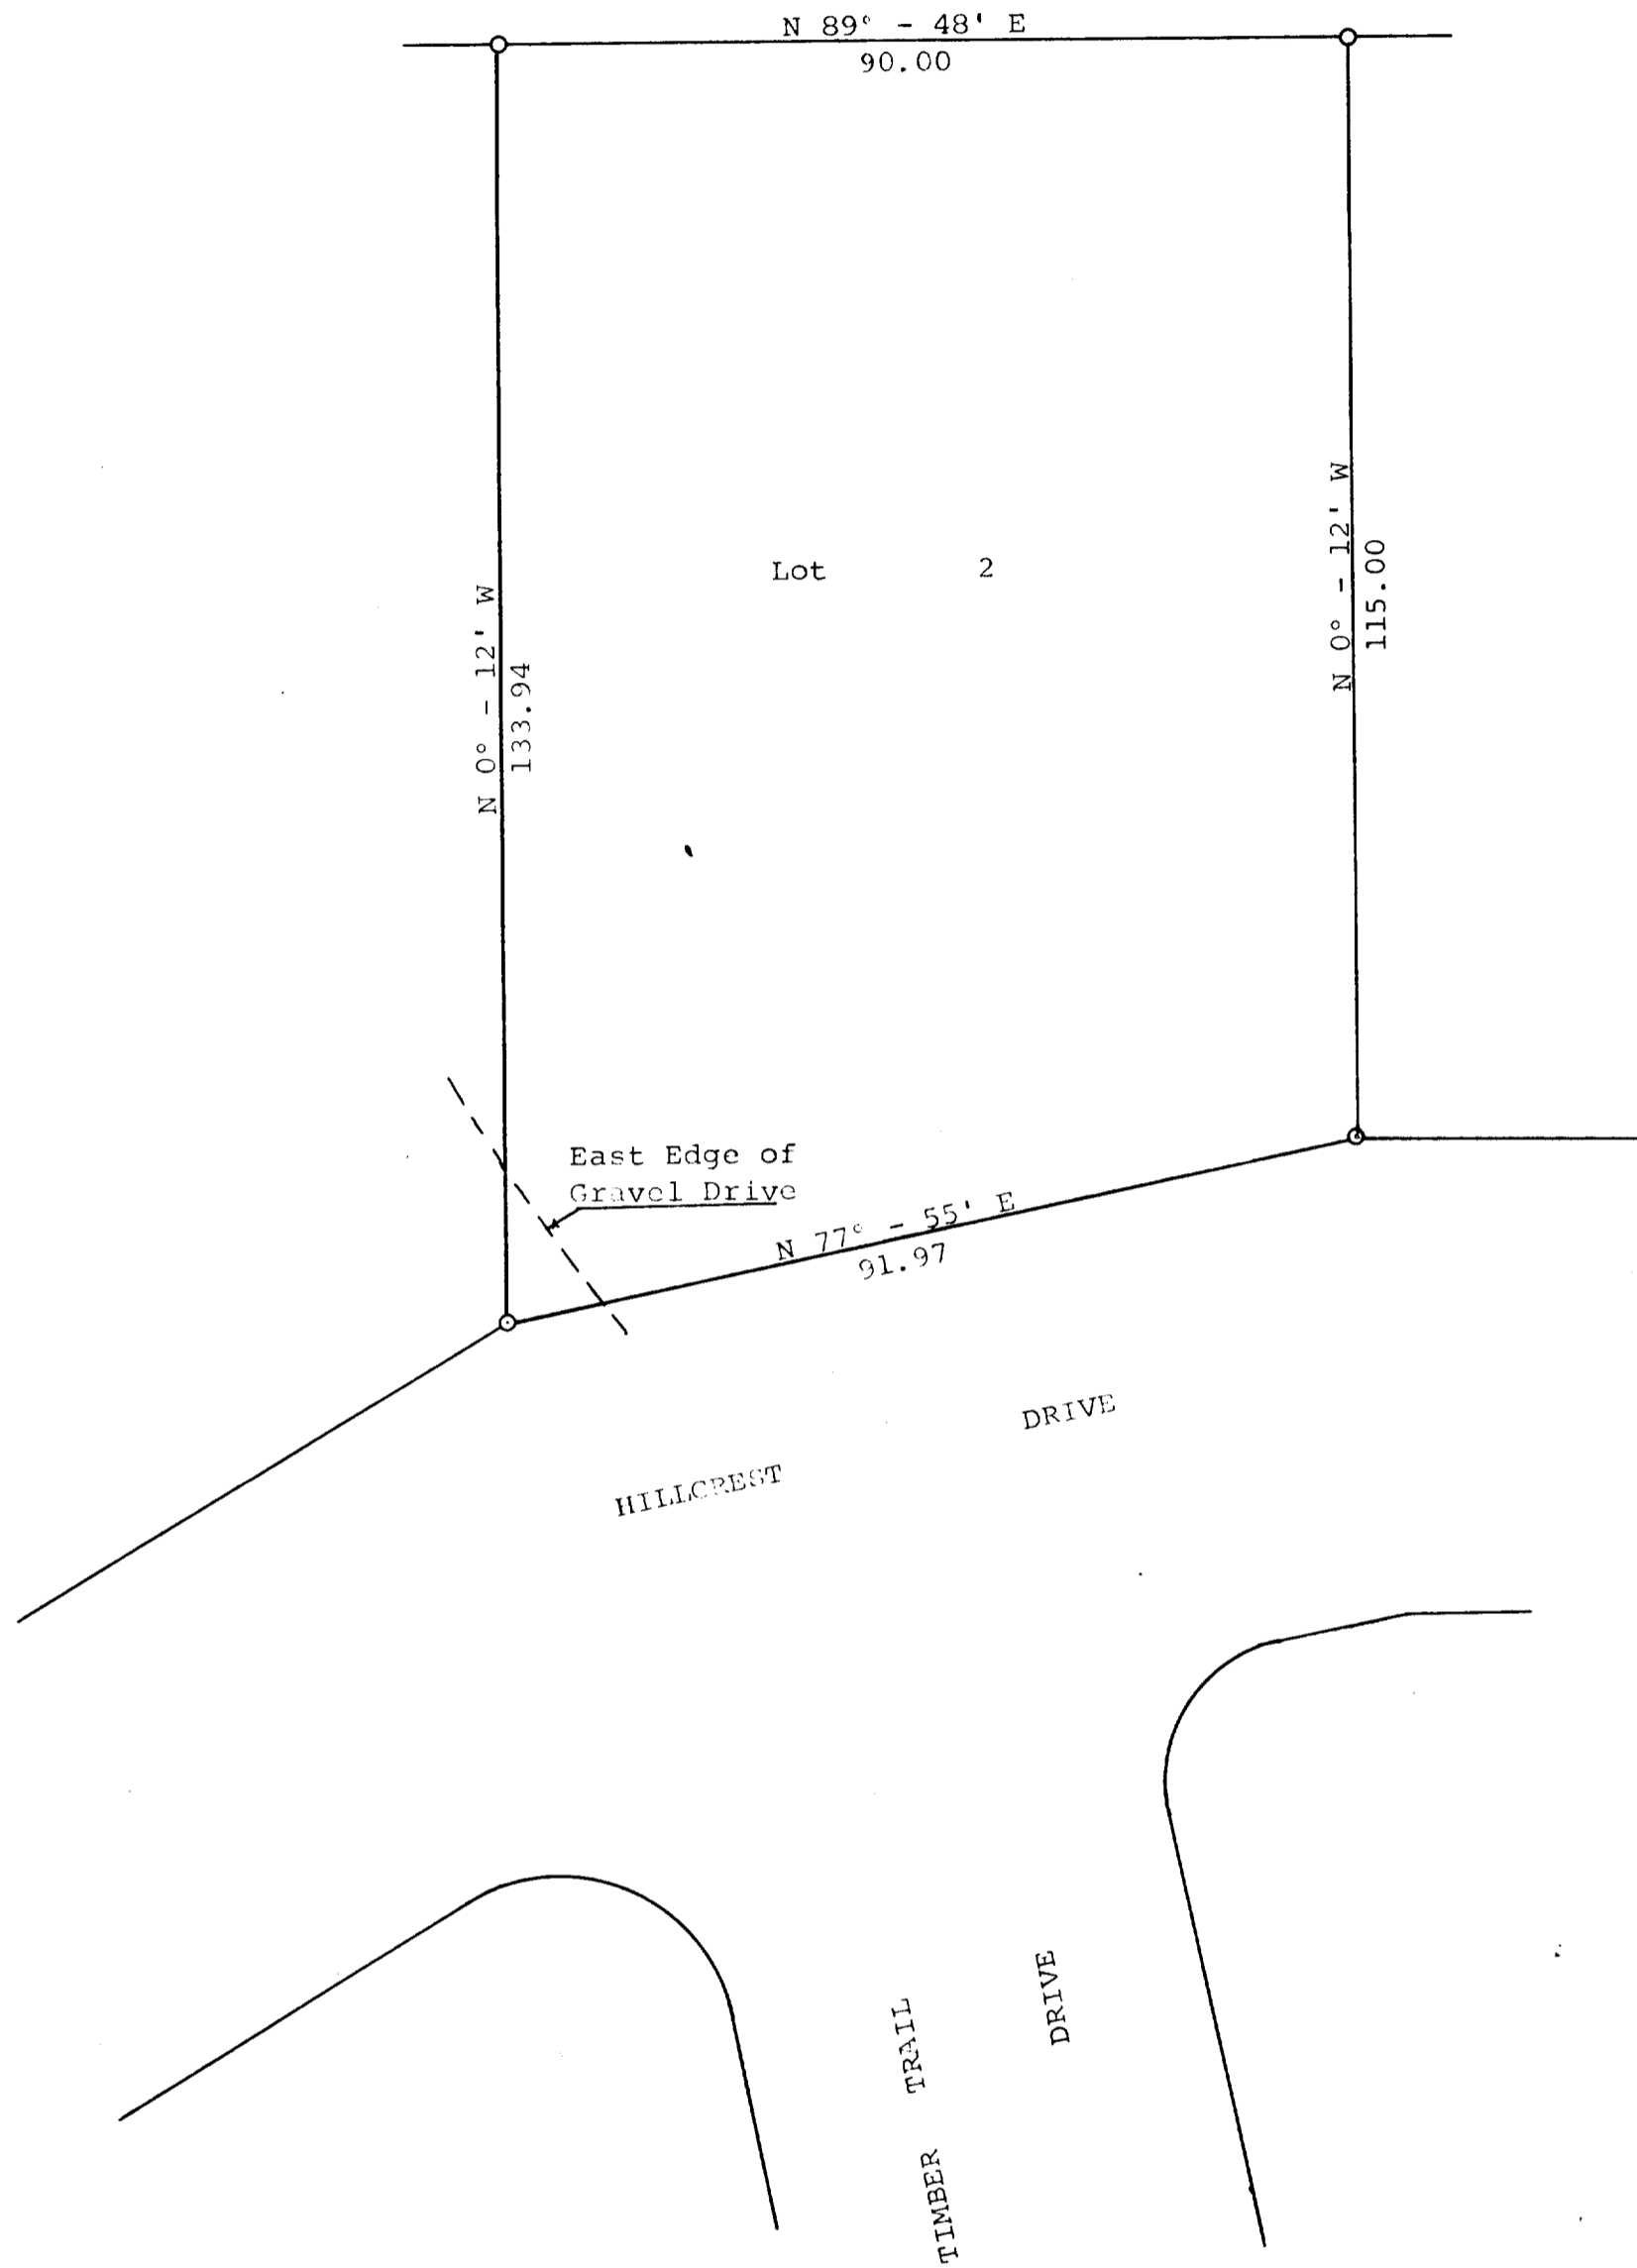 N 89° - 48' E
90.00
N 0° - 12' W
115.00
Lot 2
N 0° - 12' W
133.94
East Edge of
Gravel Drive
N 77° - 55' E
91.97
HILLCREST DRIVE
TIMBER TRAIL DRIVE